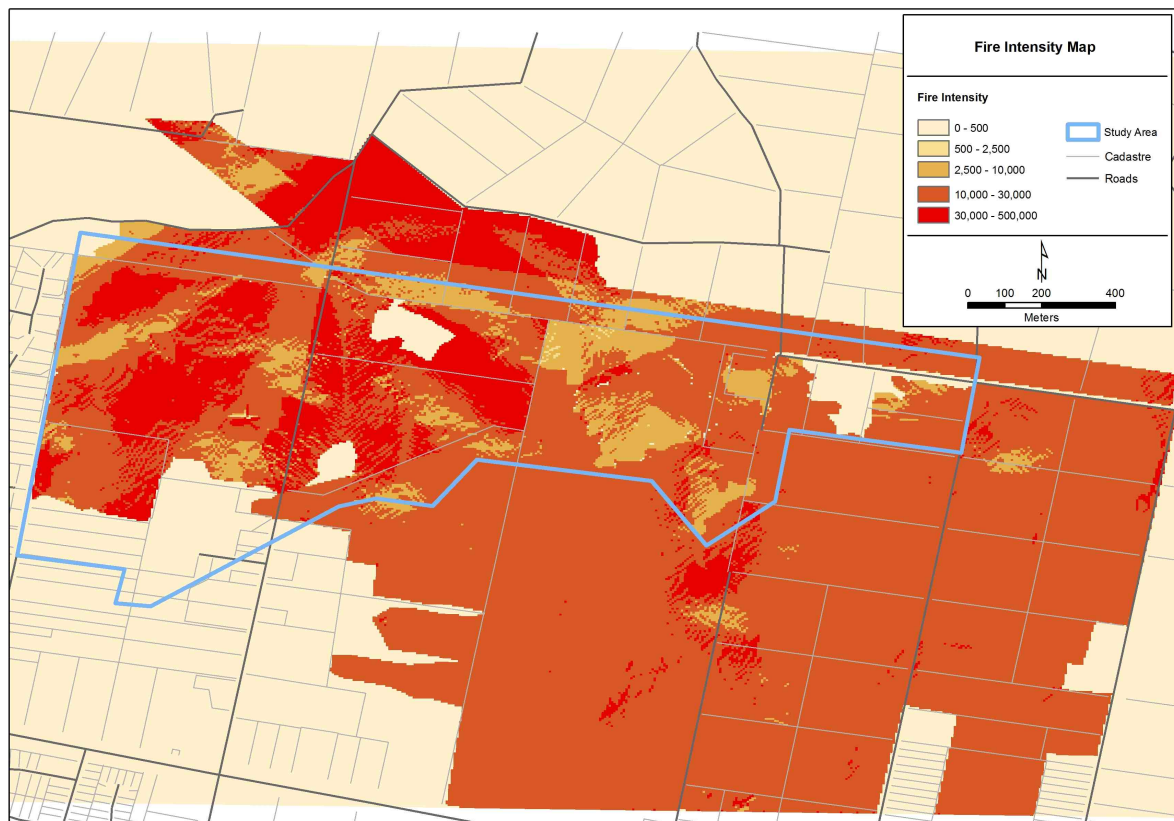 Fire Intensity Map
Fire Intensity
0 - 500
500 - 2,500
2,500 - 10,000
10,000 - 30,000
30,000 - 500,000
Study Area
Cadastre
Roads
N
0 100 200 400
Meters